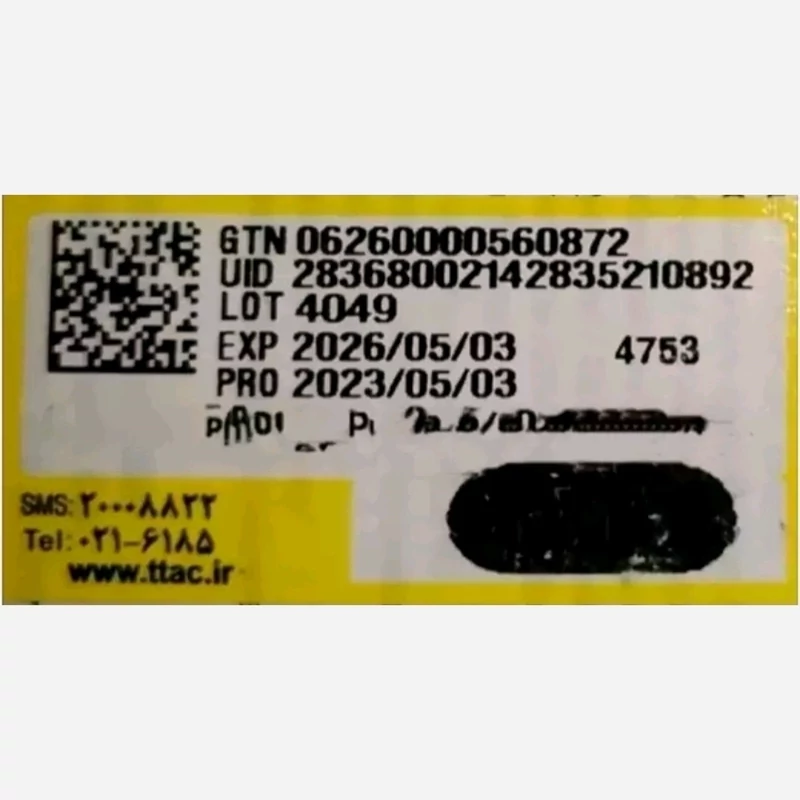 GTN 06260000560872
UID 28368002142835210892
LOT 4049
EXP 2026/05/03 4753
PRO 2023/05/03
SMS: ۲۰۰۰۸۸۲۲
Tel: ۰۲۱-۶۱۸۵
www.ttac.ir